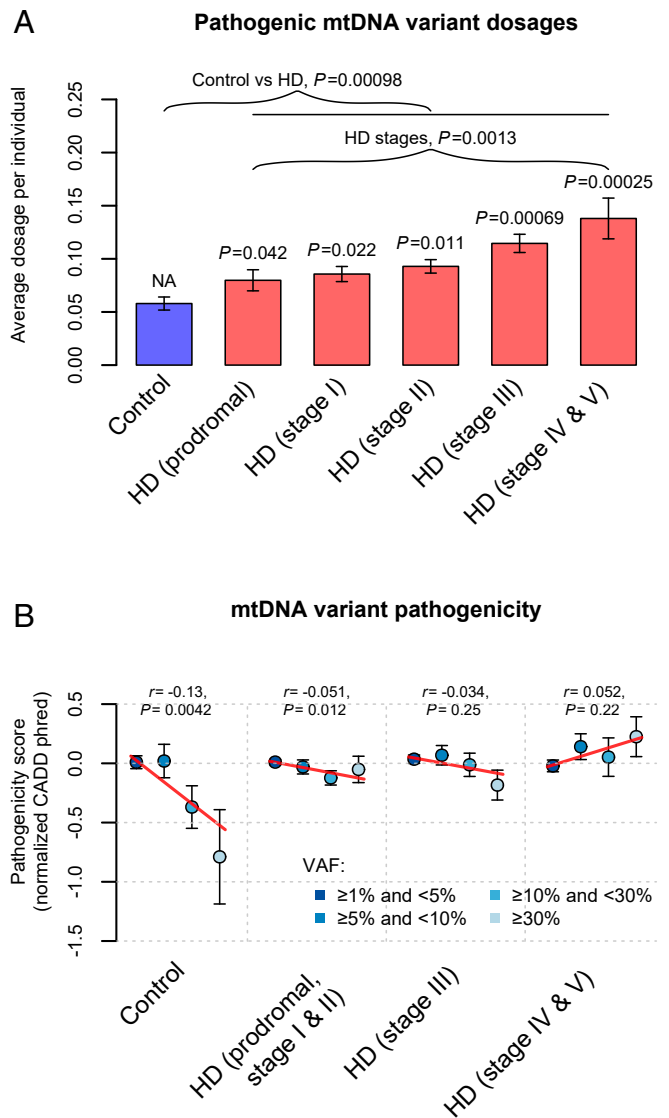 A
Pathogenic mtDNA variant dosages
Control vs HD, P=0.00098
HD stages, P=0.0013
Average dosage per individual
0.25
0.20
0.15
0.10
0.05
0.00
NA
P=0.042
P=0.022
P=0.011
P=0.00069
P=0.00025
Control
HD (prodromal)
HD (stage I)
HD (stage II)
HD (stage III)
HD (stage IV & V)
B
mtDNA variant pathogenicity
Pathogenicity score
(normalized CADD phred)
0.5
0.0
-0.5
-1.0
-1.5
r= -0.13,
P= 0.0042
r= -0.051,
P= 0.012
r= -0.034,
P= 0.25
r= 0.052,
P= 0.22
VAF:
≥1% and <5%
≥5% and <10%
≥10% and <30%
≥30%
Control
HD (prodromal,
stage I & II)
HD (stage III)
HD (stage IV & V)